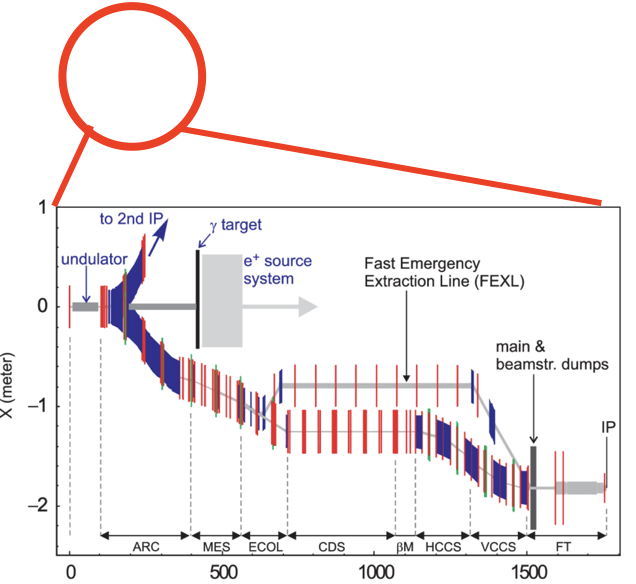 1
to 2nd IP
γ target
undulator
e⁺ source
system
Fast Emergency
Extraction Line (FEXL)
0
main &
beamstr. dumps
X (meter)
−1
IP
−2
ARC MES ECOL CDS βM HCCS VCCS FT
0 500 1000 1500